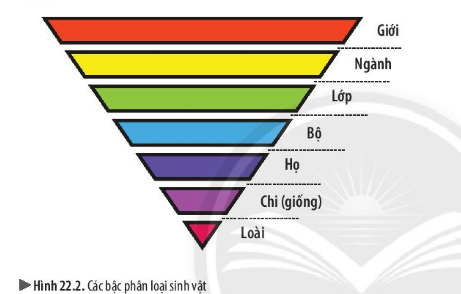 Giới
Ngành
Lớp
Bộ
Họ
Chi (giống)
Loài
Hình 22.2. Các bậc phân loại sinh vật